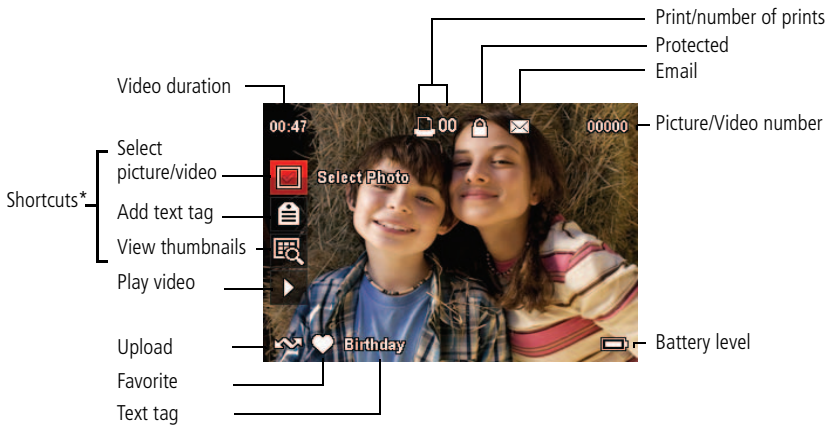 Print/number of prints
Protected
Email
Video duration
00:47
00
00000
Picture/Video number
Select
picture/video
Select Photo
Shortcuts*
Add text tag
View thumbnails
Play video
Upload
Birthday
Battery level
Favorite
Text tag